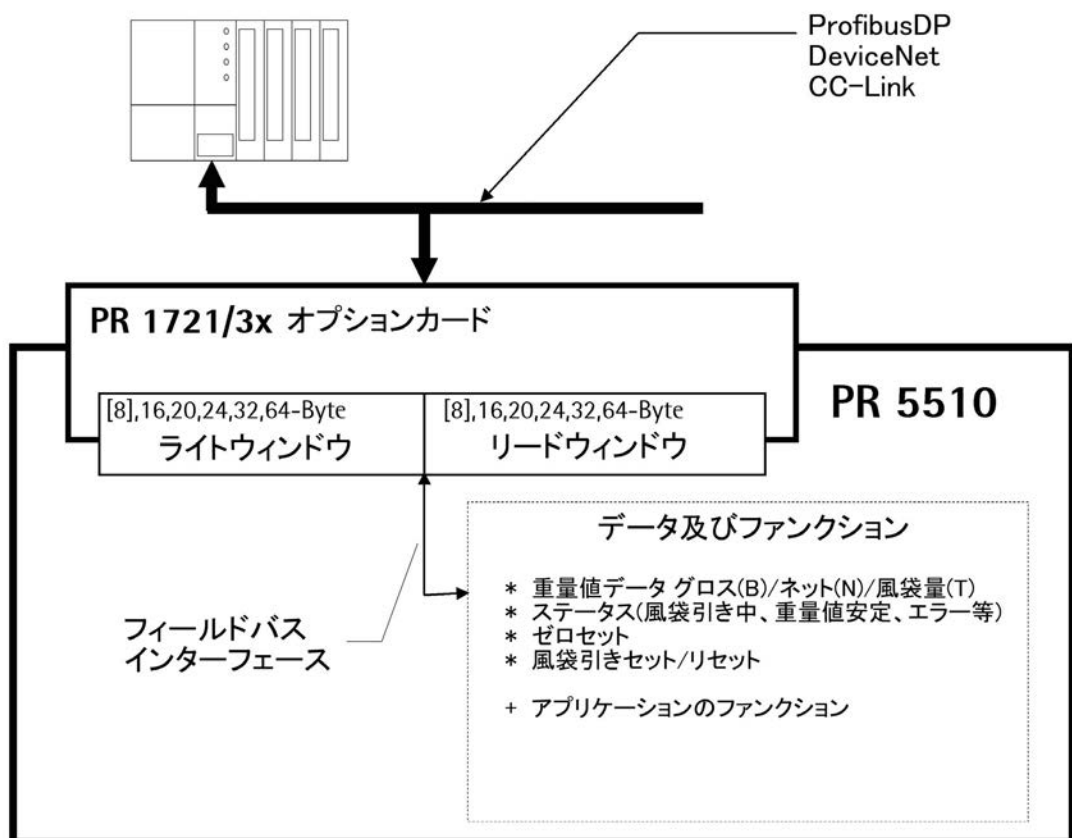 ProfibusDP
DeviceNet
CC-Link
PR 1721/3x オプションカード
PR 5510
[8],16,20,24,32,64-Byte
ライトウィンドウ
[8],16,20,24,32,64-Byte
リードウィンドウ
データ及びファンクション
* 重量値データ グロス(B)/ネット(N)/風袋量(T)
* ステータス(風袋引き中、重量値安定、エラー等)
* ゼロセット
* 風袋引きセット/リセット
+ アプリケーションのファンクション
フィールドバス
インターフェース